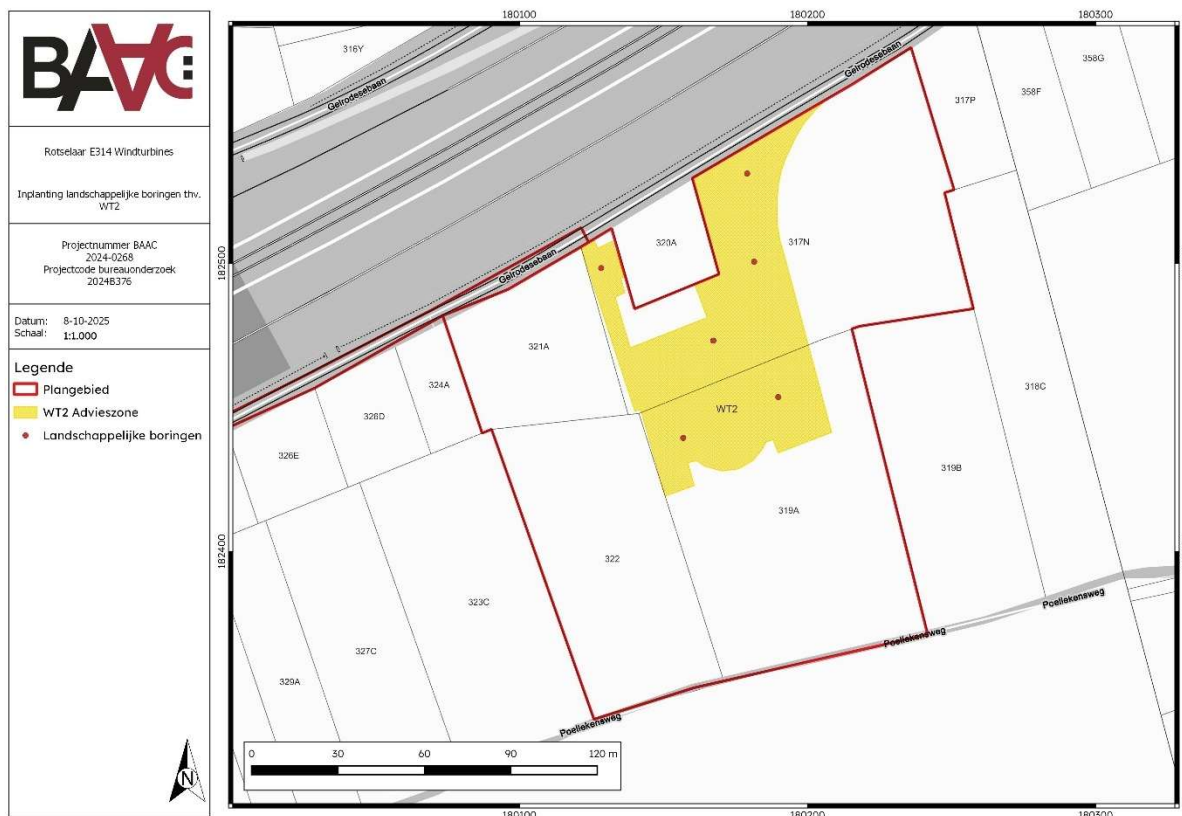 BAAC
Rotselaar E314 Windturbines
Inplanting landschappelijke boringen thv.
WT2
Projectnummer BAAC
2024-0268
Projectcode bureauonderzoek
2024B376
Datum: 8-10-2025
Schaal: 1:1.000
Legende
Plangebied
WT2 Advieszone
Landschappelijke boringen
N
180100
180200
180300
182500
182400
316Y
Gelrodesebaan
Gelrodesebaan
358G
358F
317P
320A
317N
Gelrodesebaan
321A
324A
326D
326E
318C
WT2
319B
319A
322
323C
327C
329A
Poeliekensweg
Poeliekensweg
Poeliekensweg
0 30 60 90 120 m
180100
180200
180300